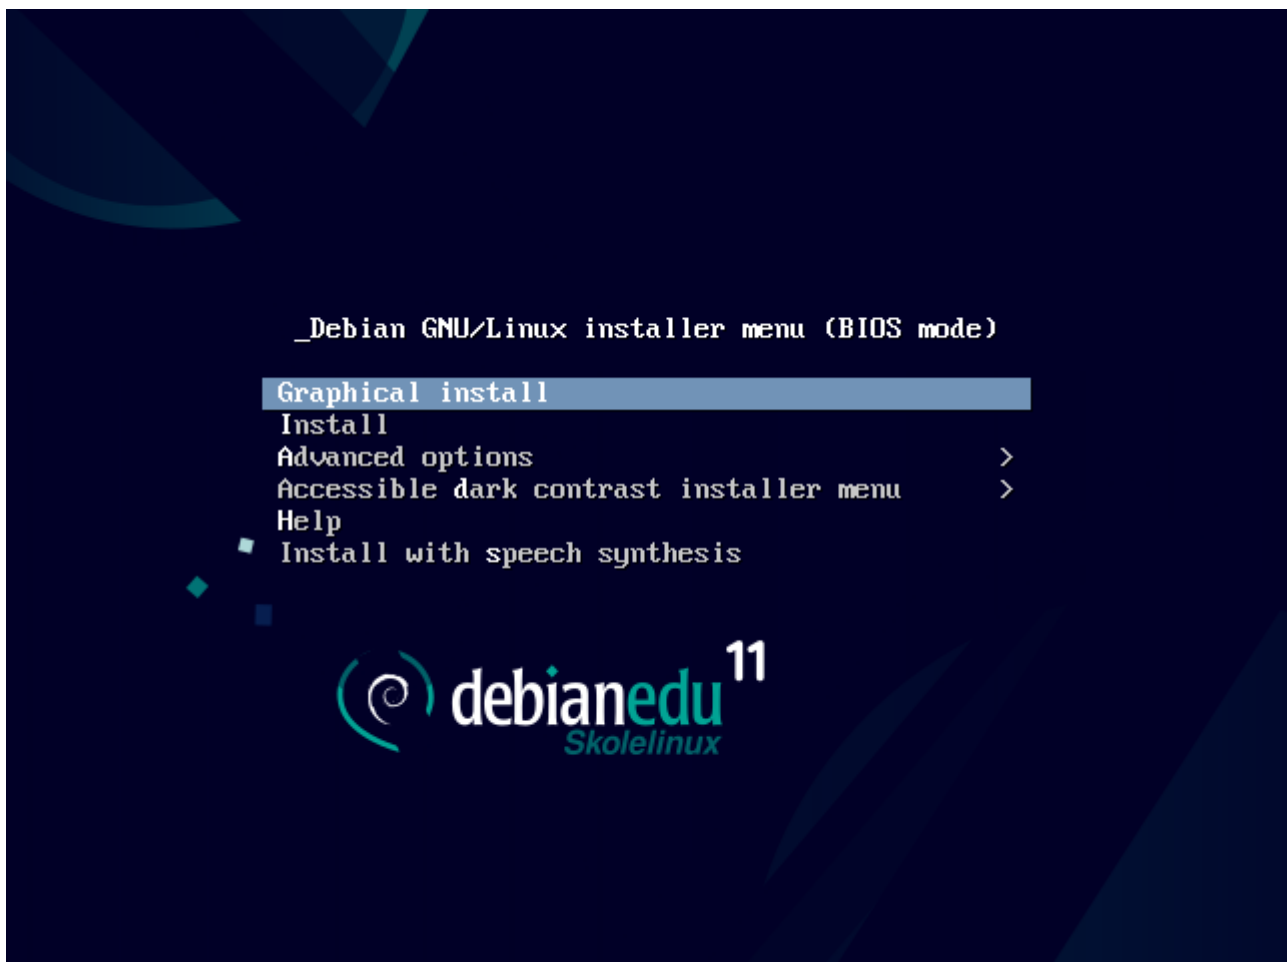 _Debian GNU/Linux installer menu (BIOS mode)
Graphical install
Install
Advanced options >
Accessible dark contrast installer menu >
Help
Install with speech synthesis
debianedu 11
Skolelinux